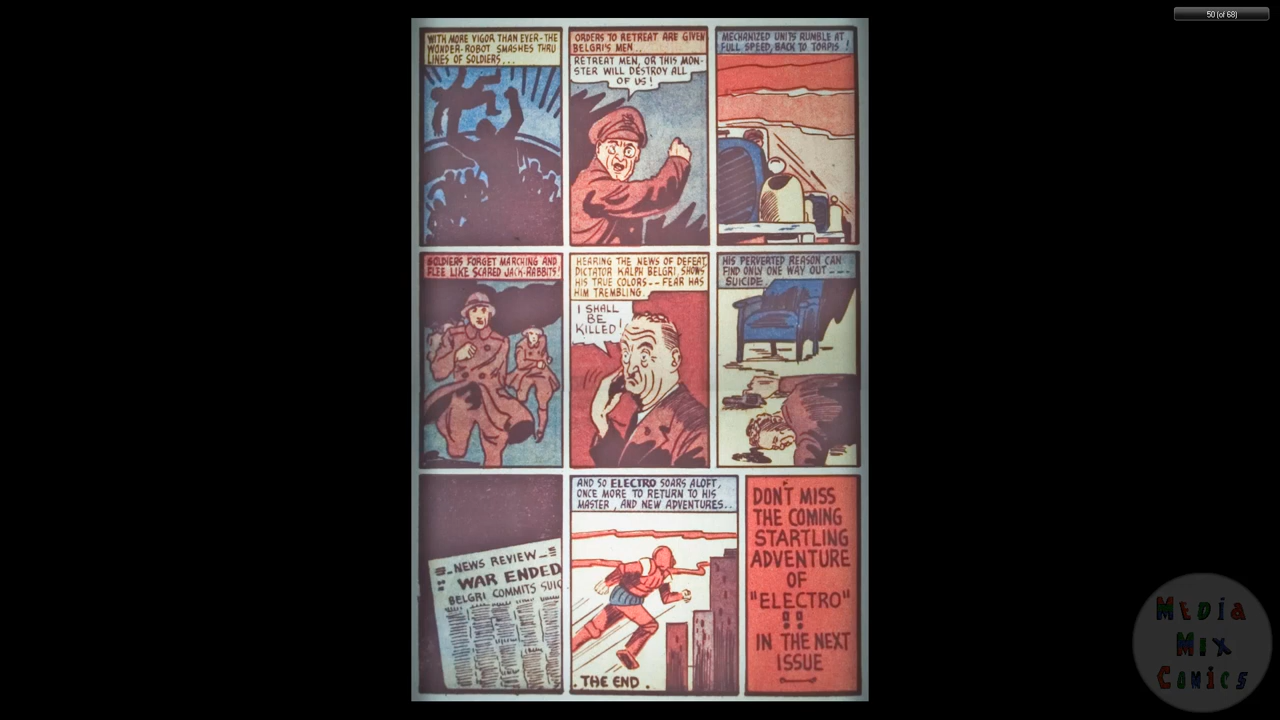 50 (of 68)
WITH MORE VIGOR THAN EVER-THE
WONDER-ROBOT SMASHES THRU
LINES OF SOLDIERS...
ORDERS TO RETREAT ARE GIVEN
BELGRI'S MEN...
RETREAT MEN, OR THIS MON-
STER WILL DESTROY ALL
OF US!
MECHANIZED UNITS RUMBLE AT
FULL SPEED, BACK TO TORPIS!
SOLDIERS FORGET MARCHING AND
FLEE LIKE SCARED JACK-RABBITS!
HEARING THE NEWS OF DEFEAT,
DICTATOR KALPH BELGRI, SHOWS
HIS TRUE COLORS -- FEAR HAS
HIM TREMBLING.
I SHALL
BE
KILLED!
HIS PERVERTED REASON CAN
FIND ONLY ONE WAY OUT ---
SUICIDE.
NEWS REVIEW
WAR ENDED
BELGRI COMMITS SUIC
AND SO ELECTRO SOARS ALOFT,
ONCE MORE TO RETURN TO HIS
MASTER, AND NEW ADVENTURES..
. THE END .
DON'T MISS
THE COMING
STARTLING
ADVENTURE
OF
"ELECTRO"
!!
IN THE NEXT
ISSUE
MEDiA
MiX
COMiCS